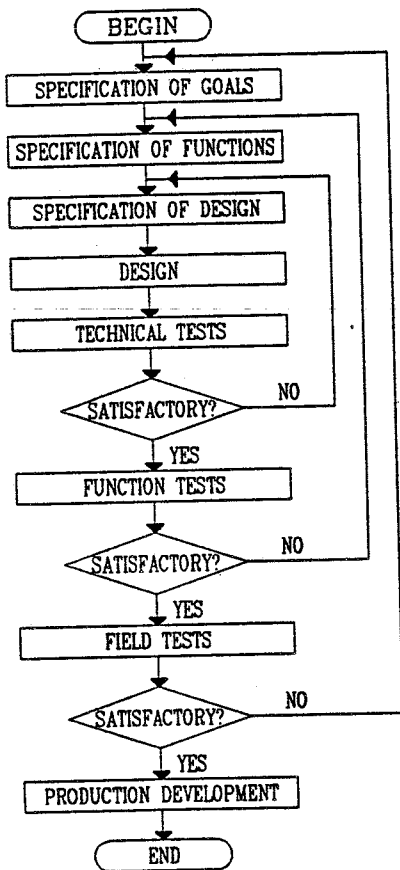 BEGIN
SPECIFICATION OF GOALS
SPECIFICATION OF FUNCTIONS
SPECIFICATION OF DESIGN
DESIGN
TECHNICAL TESTS
SATISFACTORY?
NO
YES
FUNCTION TESTS
SATISFACTORY?
NO
YES
FIELD TESTS
SATISFACTORY?
NO
YES
PRODUCTION DEVELOPMENT
END